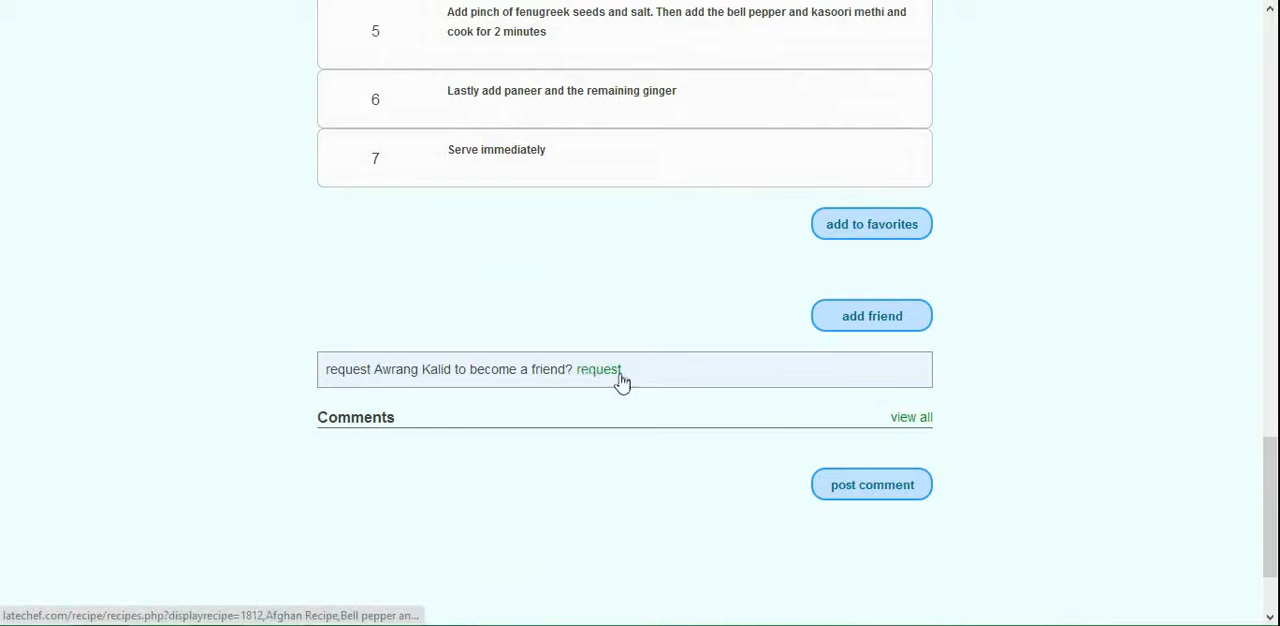 Add pinch of fenugreek seeds and salt. Then add the bell pepper and kasoori methi and
5
cook for 2 minutes
Lastly add paneer and the remaining ginger
6
Serve immediately
7
add to favorites
add friend
request Awrang Kalid to become a friend? request
Comments
view all
post comment
latechef.com/recipe/recipes.php?displayrecipe=1812,Afghan Recipe,Bell pepper an...